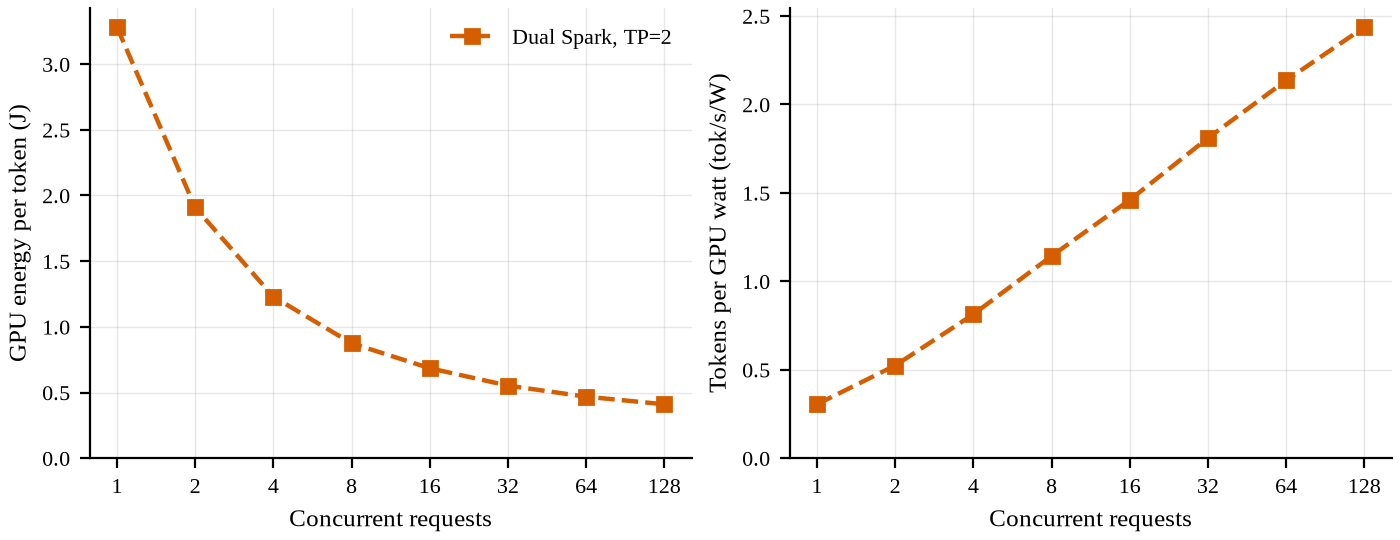 GPU energy per token (J)
3.0
2.5
2.0
1.5
1.0
0.5
0.0
Dual Spark, TP=2
1 2 4 8 16 32 64 128
Concurrent requests
Tokens per GPU watt (tok/s/W)
2.5
2.0
1.5
1.0
0.5
0.0
1 2 4 8 16 32 64 128
Concurrent requests